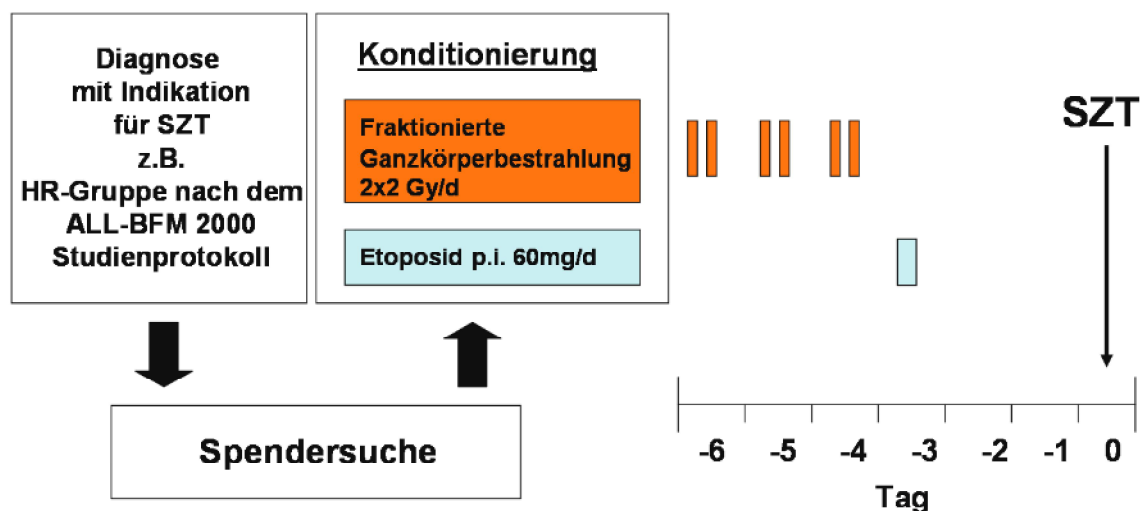 Diagnose
mit Indikation
für SZT
z.B.
HR-Gruppe nach dem
ALL-BFM 2000
Studienprotokoll
Konditionierung
Fraktionierte
Ganzkörperbestrahlung
2x2 Gy/d
Etoposid p.i. 60mg/d
Spendersuche
SZT
-6 -5 -4 -3 -2 -1 0
Tag